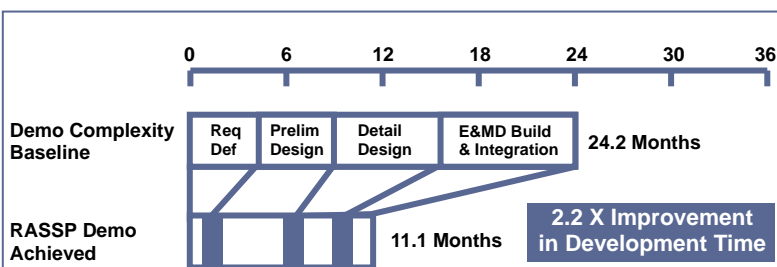 0 6 12 18 24 30 36
Demo Complexity
Baseline
Req
Def
Prelim
Design
Detail
Design
E&MD Build
& Integration
24.2 Months
RASSP Demo
Achieved
11.1 Months
2.2 X Improvement
in Development Time